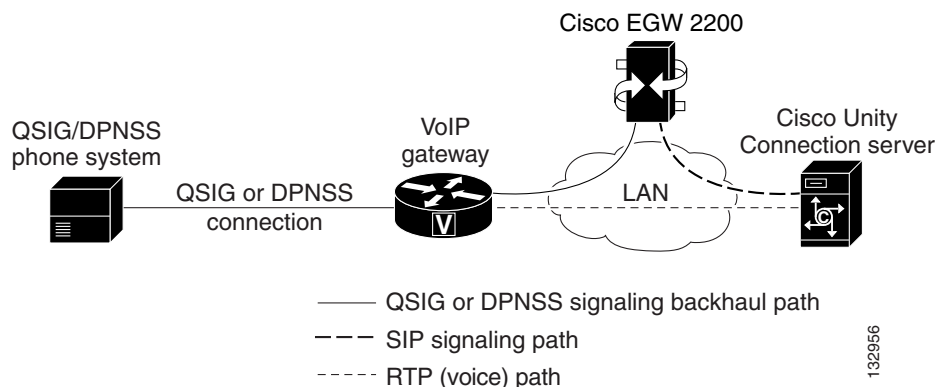 Cisco EGW 2200
QSIG/DPNSS
phone system
VoIP
gateway
Cisco Unity
Connection server
QSIG or DPNSS
connection
LAN
V
C
QSIG or DPNSS signaling backhaul path
SIP signaling path
RTP (voice) path
132956